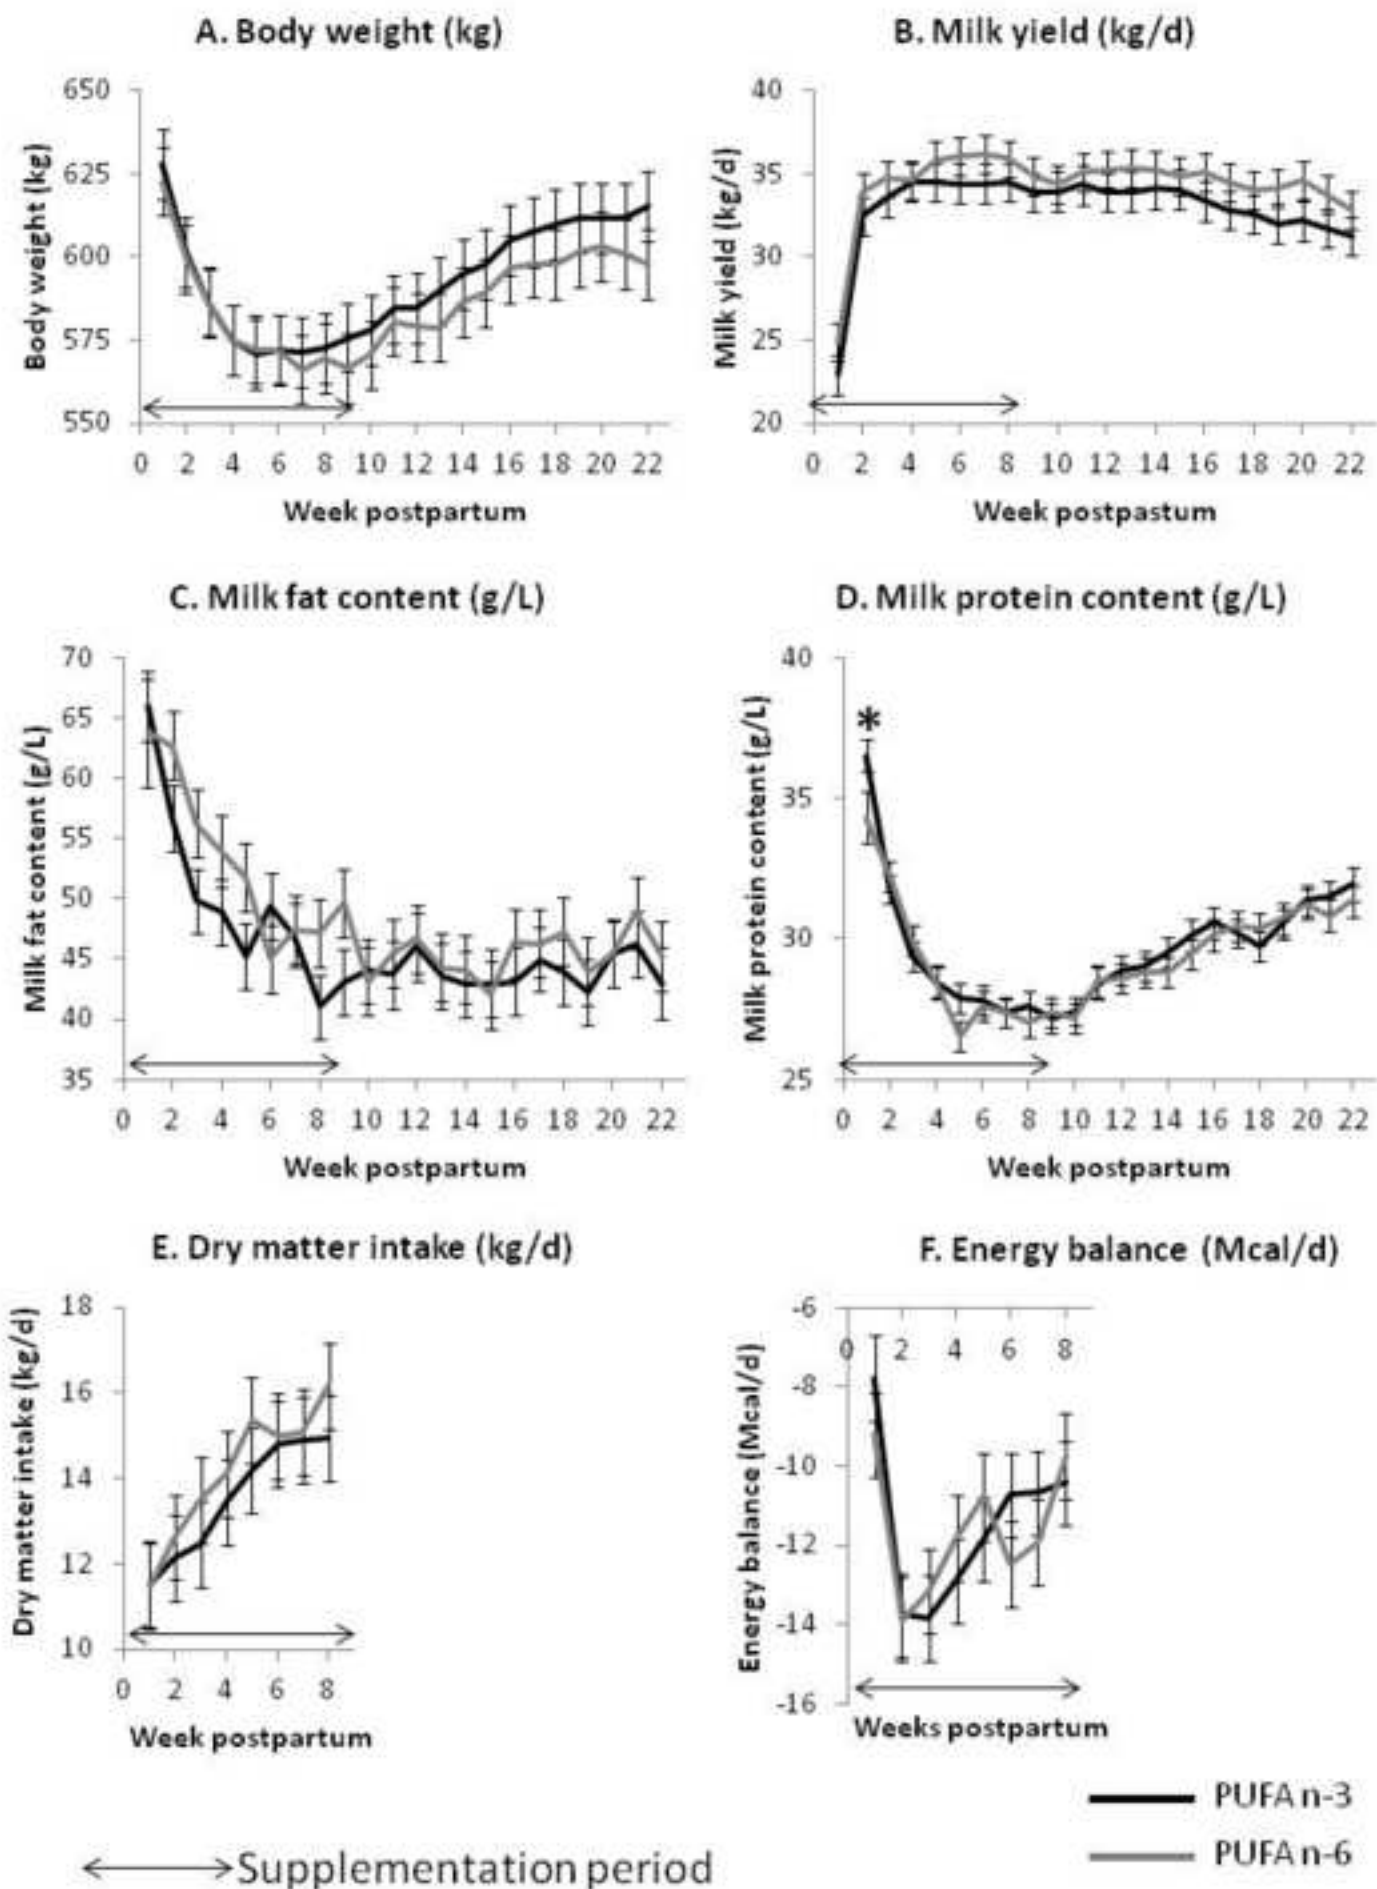 A. Body weight (kg)
B. Milk yield (kg/d)
650
625
600
575
550
Body weight (kg)
0 2 4 6 8 10 12 14 16 18 20 22
Week postpartum
40
35
30
25
20
Milk yield (kg/d)
0 2 4 6 8 10 12 14 16 18 20 22
Week postpastum
C. Milk fat content (g/L)
D. Milk protein content (g/L)
70
65
60
55
50
45
40
35
Milk fat content (g/L)
0 2 4 6 8 10 12 14 16 18 20 22
Week postpartum
40
35
30
25
*
Milk protein content (g/L)
0 2 4 6 8 10 12 14 16 18 20 22
Week postpartum
E. Dry matter intake (kg/d)
F. Energy balance (Mcal/d)
18
16
14
12
10
Dry matter intake (kg/d)
0 2 4 6 8
Week postpartum
-6
-8
-10
-12
-14
-16
Energy balance (Mcal/d)
0 2 4 6 8
Weeks postpartum
PUFA n-3
PUFA n-6
Supplementation period